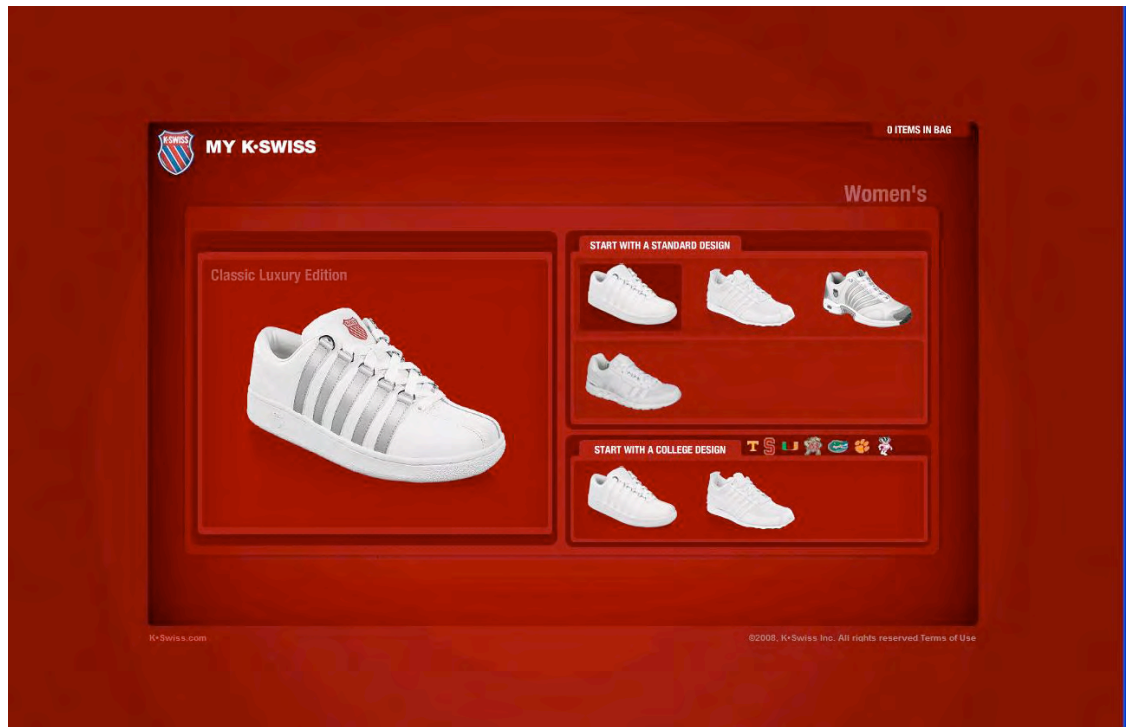 0 ITEMS IN BAG
K·SWISS
MY K·SWISS
Women's
Classic Luxury Edition
START WITH A STANDARD DESIGN
START WITH A COLLEGE DESIGN
K•Swiss.com
©2008, K•Swiss Inc. All rights reserved Terms of Use